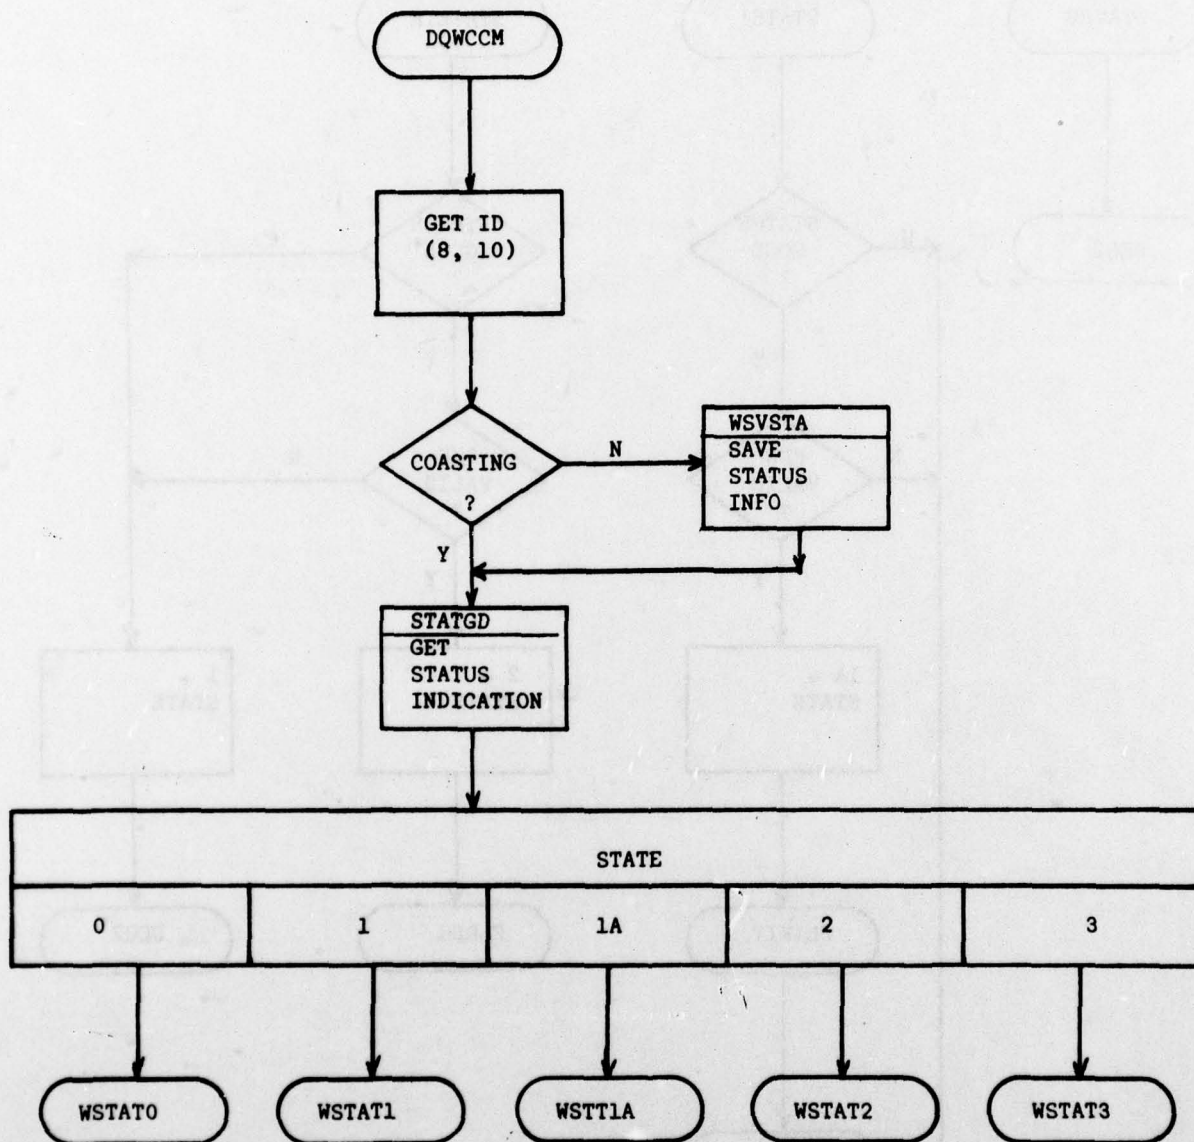 DQWCCM
GET ID
(8, 10)
COASTING
?
N
Y
WSVSTA
SAVE
STATUS
INFO
STATGD
GET
STATUS
INDICATION
STATE
0 1 1A 2 3
WSTAT0 WSTAT1 WSTT1A WSTAT2 WSTAT3